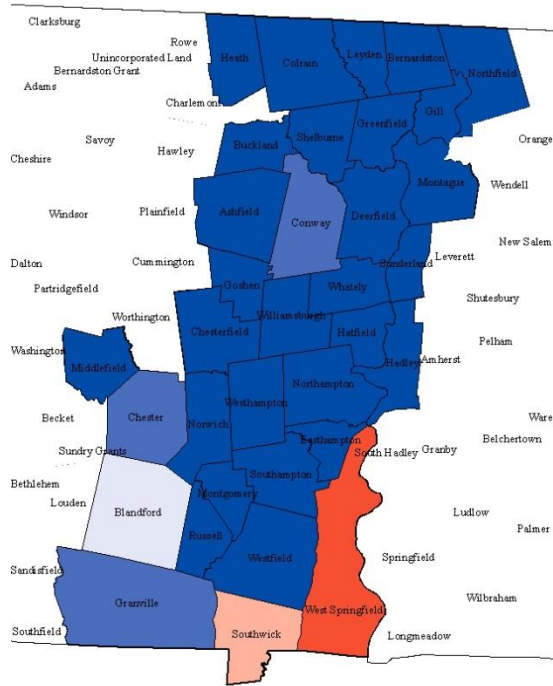 Clarksburg
Rowe
Unincorporated Land
Bernardston Grant
Heath
Colrain
Leyden
Bernardston
Northfield
Adams
Charlemont
Gill
Greenfield
Shelburne
Orange
Savoy
Hawley
Buckland
Cheshire
Montague
Wendell
Windsor
Plainfield
Ashfield
Conway
Deerfield
New Salem
Dalton
Cummington
Sunderland
Leverett
Partridgefield
Goshen
Whately
Shutesbury
Worthington
Williamsburgh
Chesterfield
Hatfield
Pelham
Washington
Middlefield
Hadley
Amherst
Northampton
Westhampton
Norwich
Chester
Becket
Ware
Easthampton
Belchertown
South Hadley
Granby
Sundry Grants
Southampton
Bethlehem
Montgomery
Louden
Blandford
Ludlow
Palmer
Russell
Westfield
Springfield
Sandisfield
Granville
West Springfield
Wilbraham
Southfield
Southwick
Longmeadow